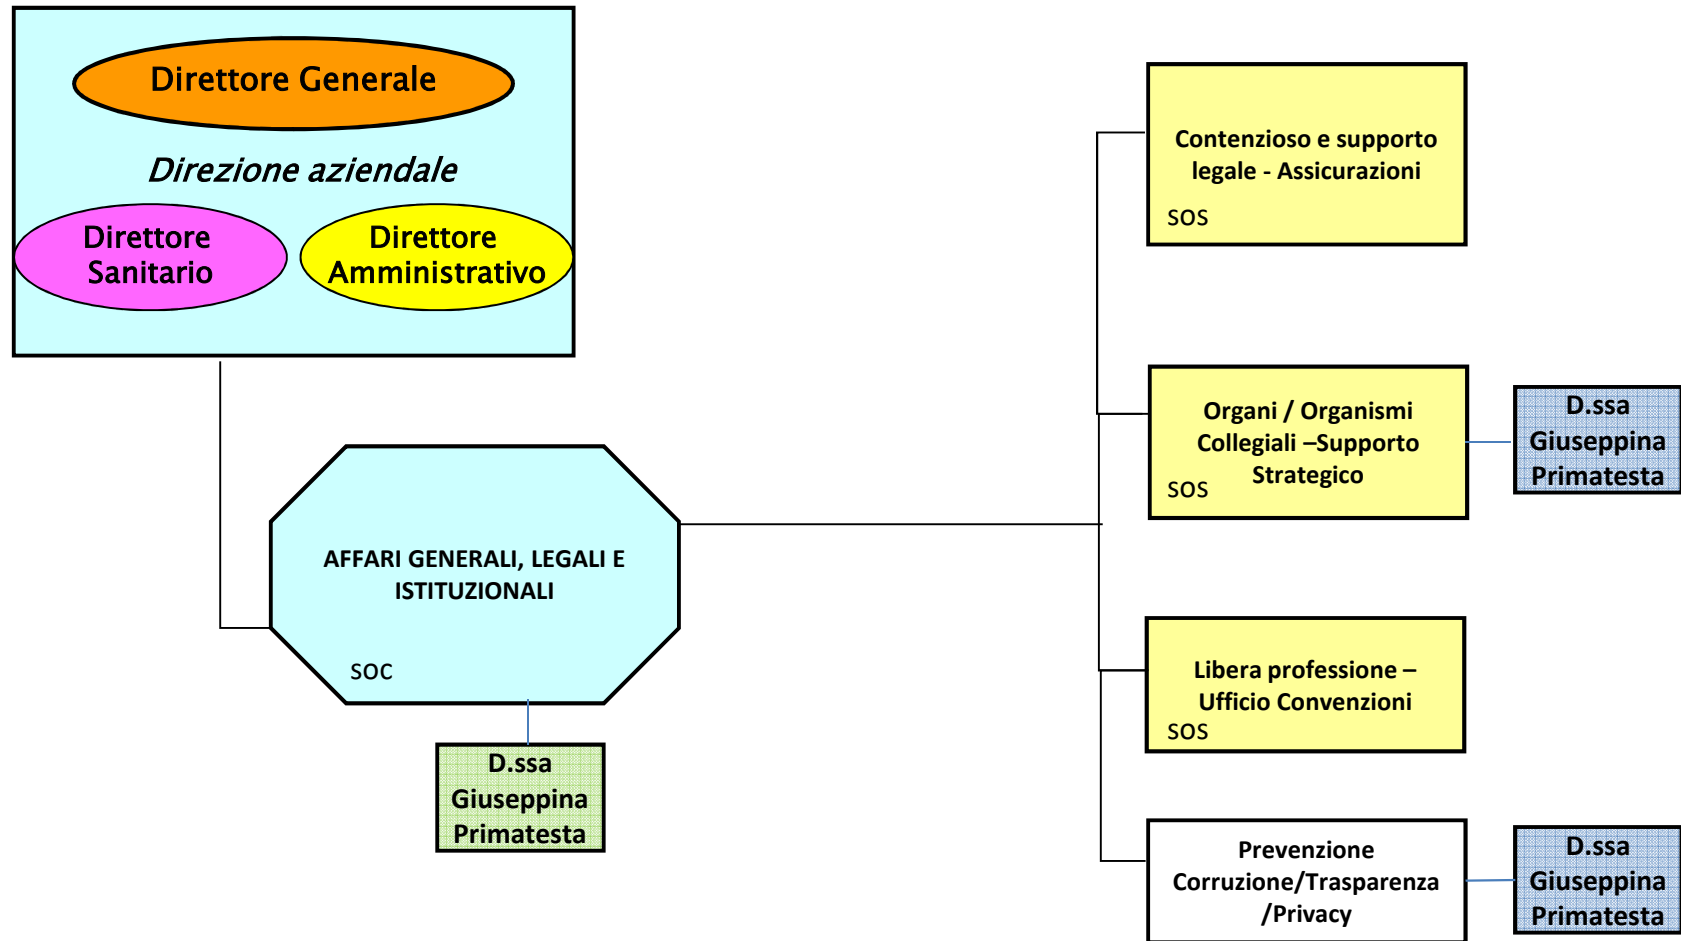 Direttore Generale
Direzione aziendale
Direttore
Sanitario
Direttore
Amministrativo
AFFARI GENERALI, LEGALI E
ISTITUZIONALI
SOC
D.ssa
Giuseppina
Primatesta
Contenzioso e supporto
legale - Assicurazioni
SOS
Organi / Organismi
Collegiali –Supporto
Strategico
SOS
D.ssa
Giuseppina
Primatesta
Libera professione –
Ufficio Convenzioni
SOS
Prevenzione
Corruzione/Trasparenza
/Privacy
D.ssa
Giuseppina
Primatesta